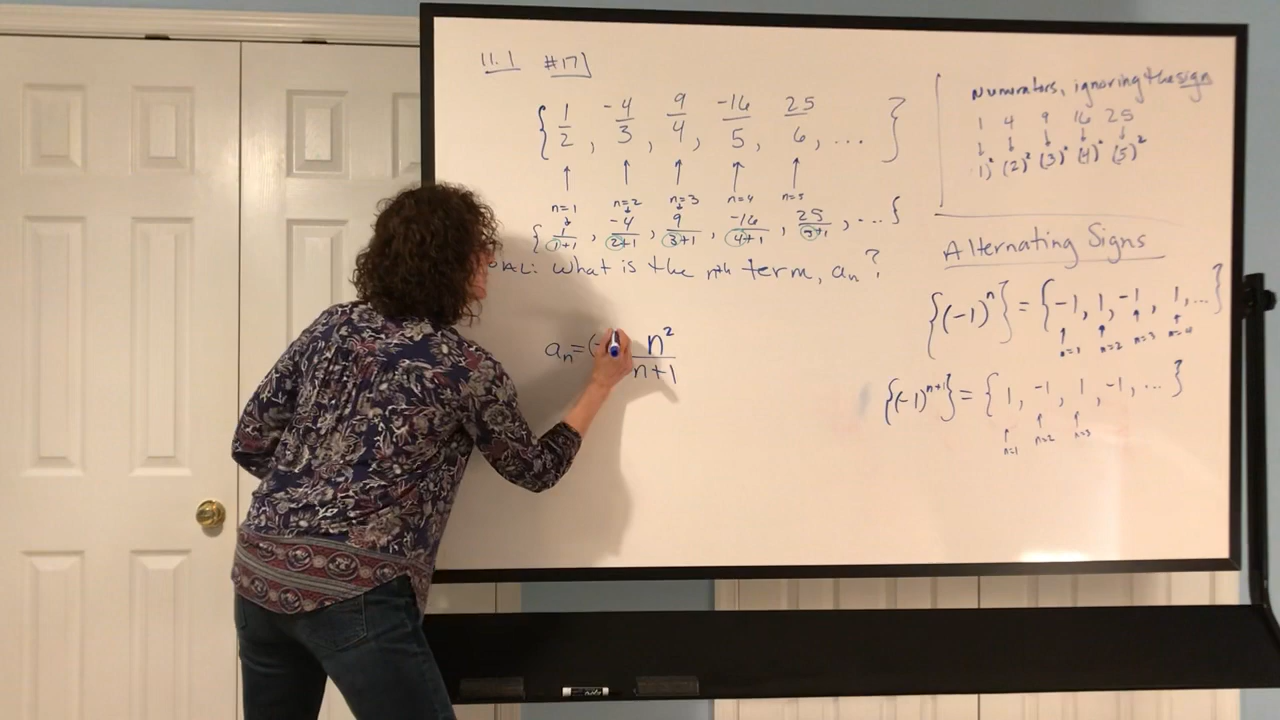 11.1 #17]
{ 1/2, -4/3, 9/4, -16/5, 25/6, ... }
n=1 n=2 n=3 n=4 n=5
{ 1/1+1, -4/2+1, 9/3+1, -16/4+1, 25/5+1, ... }
OAL: What is the nth term, aₙ?
aₙ = (- n²/n+1
Numerators, ignoring the sign
1 4 9 16 25
1)² (2)² (3)² (4)² (5)²
Alternating Signs
{(-1)ⁿ} = {-1, 1, -1, 1, ... }
n=1 n=2 n=3 n=4
{(-1)ⁿ⁺¹} = { 1, -1, 1, -1, ... }
n=1 n=2 n=3